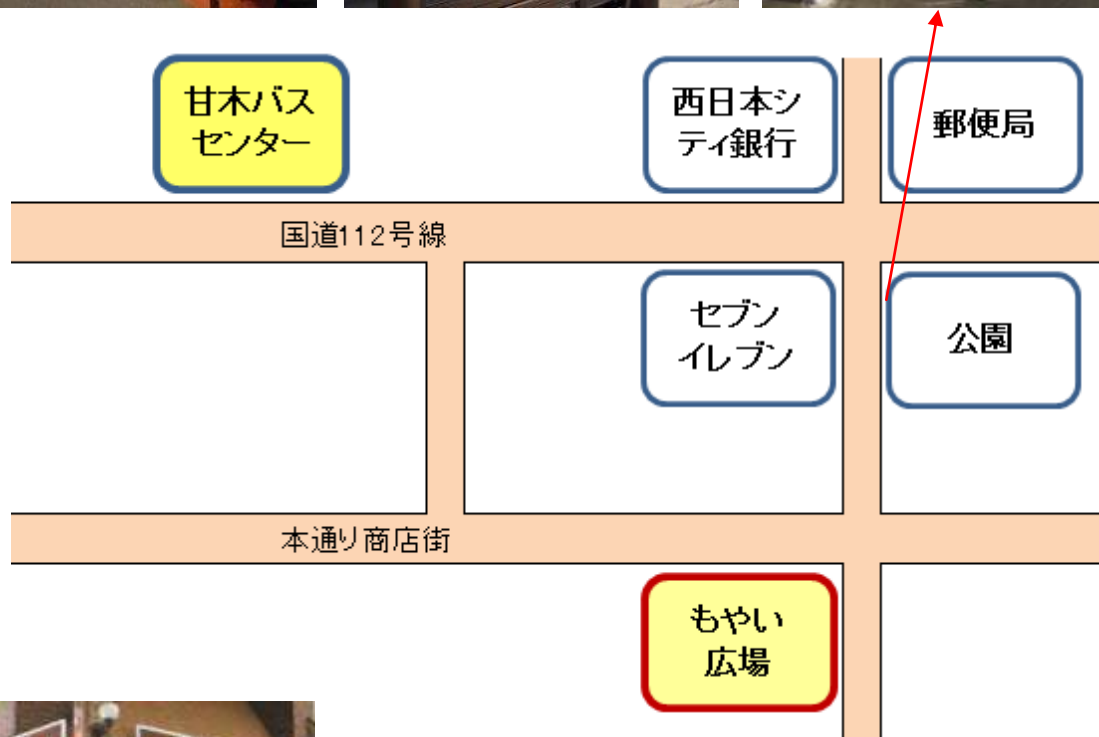 甘木バス
センター
西日本シ
ティ銀行
郵便局
国道112号線
セブン
イレブン
公園
本通り商店街
もやい
広場